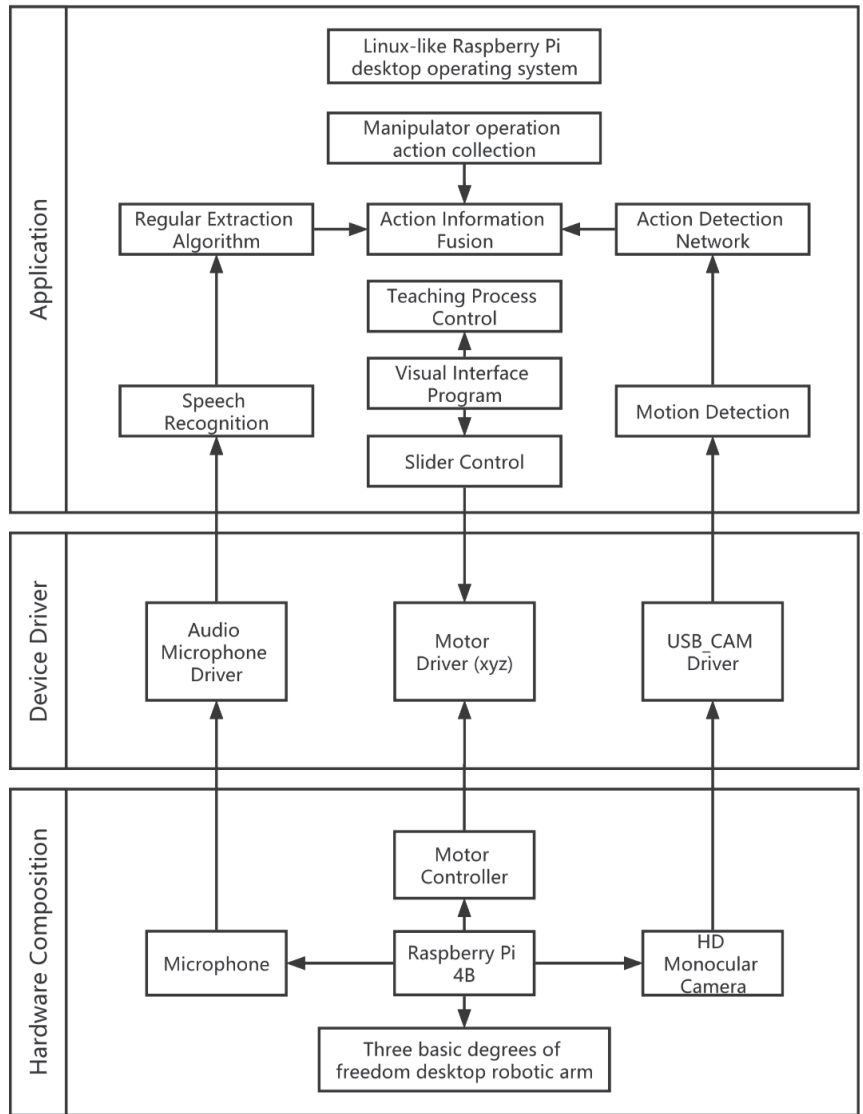 Application
Linux-like Raspberry Pi
desktop operating system
Manipulator operation
action collection
Regular Extraction
Algorithm
Action Information
Fusion
Action Detection
Network
Teaching Process
Control
Visual Interface
Program
Speech
Recognition
Motion Detection
Slider Control
Device Driver
Audio
Microphone
Driver
Motor
Driver (xyz)
USB_CAM
Driver
Hardware Composition
Motor
Controller
Microphone
Raspberry Pi
4B
HD
Monocular
Camera
Three basic degrees of
freedom desktop robotic arm